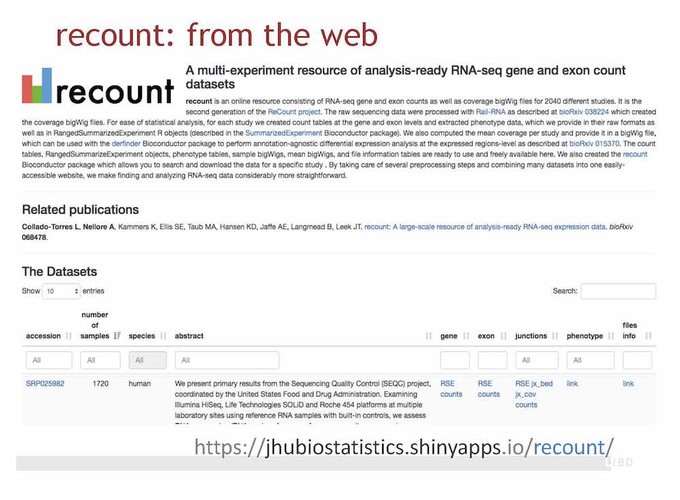 recount: from the web
recount
A multi-experiment resource of analysis-ready RNA-seq gene and exon count
datasets
recount is an online resource consisting of RNA-seq gene and exon counts as well as coverage bigWig files for 2040 different studies. It is the
second generation of the ReCount project. The raw sequencing data were processed with Rail-RNA as described at bioRxiv 038224 which created
the coverage bigWig files. For ease of statistical analysis, for each study we created count tables at the gene and exon levels and extracted phenotype data, which we provide in their raw formats as
well as in RangedSummarizedExperiment R objects (described in the SummarizedExperiment Bioconductor package). We also computed the mean coverage per study and provide it in a bigWig file,
which can be used with the derfinder Bioconductor package to perform annotation-agnostic differential expression analysis at the expressed regions-level as described at bioRxiv 015370. The count
tables, RangedSummarizeExperiment objects, phenotype tables, sample bigWigs, mean bigWigs, and file information tables are ready to use and freely available here. We also created the recount
Bioconductor package which allows you to search and download the data for a specific study . By taking care of several preprocessing steps and combining many datasets into one easily-
accessible website, we make finding and analyzing RNA-seq data considerably more straightforward.
Related publications
Collado-Torres L, Nellore A, Kammers K, Ellis SE, Taub MA, Hansen KD, Jaffe AE, Langmead B, Leek JT. recount: A large-scale resource of analysis-ready RNA-seq expression data. bioRxiv
068478.
The Datasets
Show 10 entries Search:
number
of files
accession samples species abstract gene exon junctions phenotype info
All All All All All All
SRP025982 1720 human We present primary results from the Sequencing Quality Control (SEQC) project, RSE RSE RSE jx_bed link link
coordinated by the United States Food and Drug Administration. Examining counts counts jx_cov
Illumina HiSeq, Life Technologies SOLiD and Roche 454 platforms at multiple counts
laboratory sites using reference RNA samples with built-in controls, we assess
https://jhubiostatistics.shinyapps.io/recount/